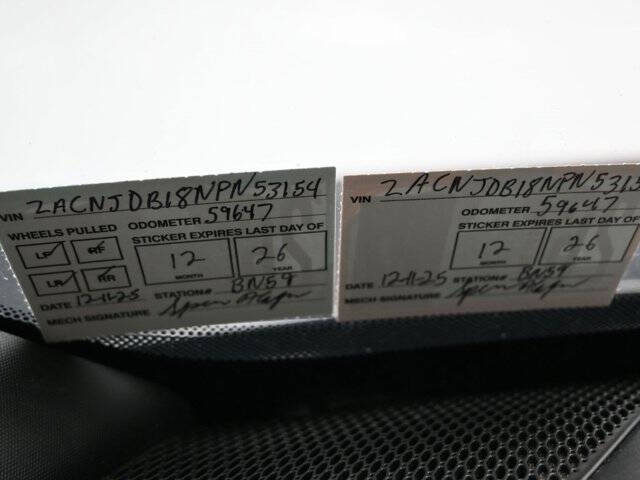 VIN ZACNJDB18NPN53154
ODOMETER 59647
WHEELS PULLED STICKER EXPIRES LAST DAY OF
LF RF
12 26
MONTH YEAR
LR RR
DATE 12-11-25 STATION# BN59
MECH SIGNATURE
VIN ZACNJDB18NPN5315
ODOMETER 59647
STICKER EXPIRES LAST DAY OF
12 26
MONTH YEAR
DATE 12-11-25 STATION# BN59
MECH SIGNATURE